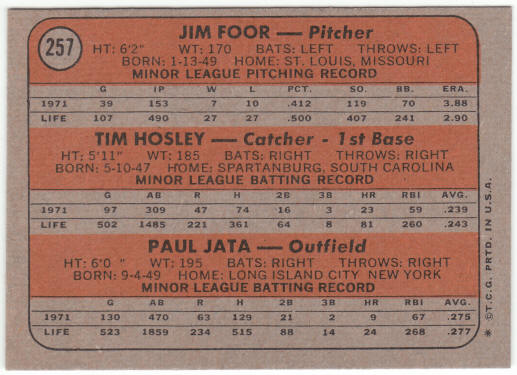 257
JIM FOOR — Pitcher
HT: 6'2" WT: 170 BATS: LEFT THROWS: LEFT
BORN: 1-13-49 HOME: ST. LOUIS, MISSOURI
MINOR LEAGUE PITCHING RECORD
G IP W L PCT. SO. BB. ERA.
1971 39 153 7 10 .412 119 70 3.88
LIFE 107 490 27 27 .500 407 241 2.90
TIM HOSLEY — Catcher - 1st Base
HT: 5'11" WT: 185 BATS: RIGHT THROWS: RIGHT
BORN: 5-10-47 HOME: SPARTANBURG, SOUTH CAROLINA
MINOR LEAGUE BATTING RECORD
G AB R H 2B 3B HR RBI AVG.
1971 97 309 47 74 16 3 23 59 .239
LIFE 502 1485 221 361 64 8 81 260 .243
PAUL JATA — Outfield
HT: 6'0" WT: 195 BATS: RIGHT THROWS: RIGHT
BORN: 9-4-49 HOME: LONG ISLAND CITY NEW YORK
MINOR LEAGUE BATTING RECORD
G AB R H 2B 3B HR RBI AVG.
1971 130 470 63 129 21 2 9 67 .275
LIFE 523 1859 234 515 88 14 24 268 .277
* © T.C.G. PRTD. IN U.S.A.